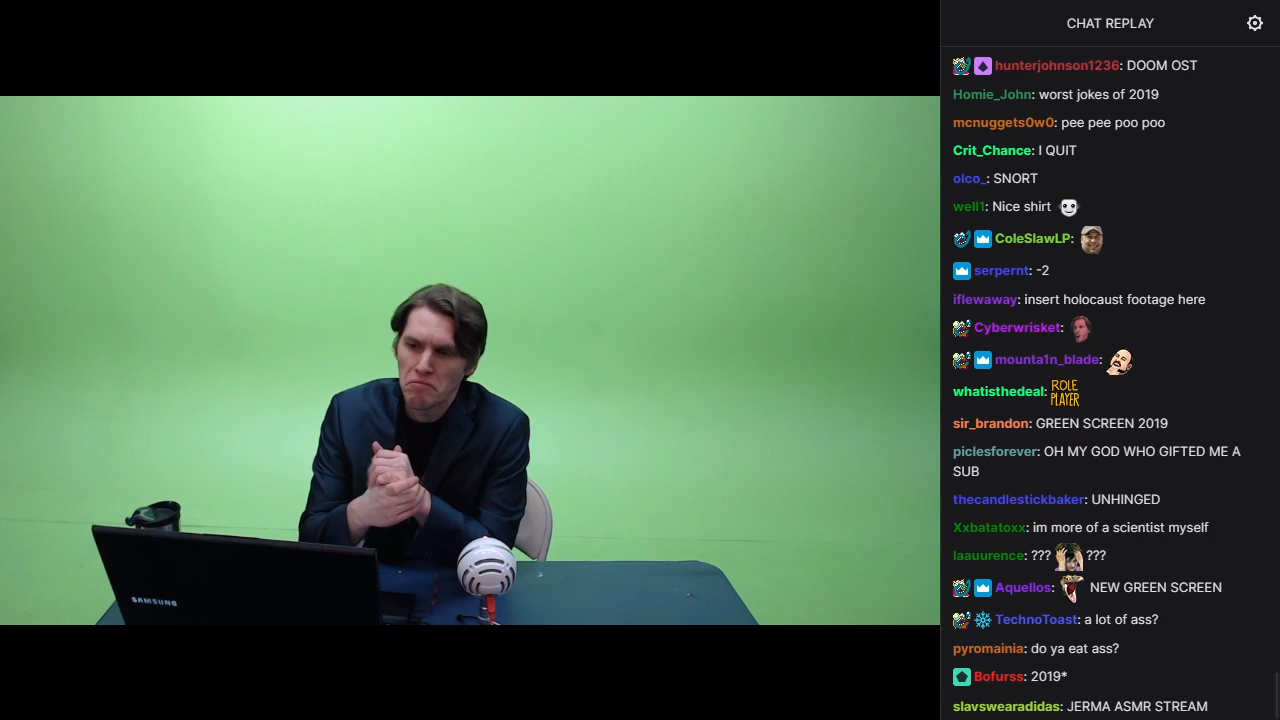 CHAT REPLAY
hunterjohnson1236: DOOM OST
Homie_John: worst jokes of 2019
mcnuggets0w0: pee pee poo poo
Crit_Chance: I QUIT
olco_: SNORT
well1: Nice shirt
ColeSlawLP:
serpernt: -2
iflewaway: insert holocaust footage here
Cyberwrisket:
mounta1n_blade:
whatisthedeal: ROLE
PLAYER
sir_brandon: GREEN SCREEN 2019
piclesforever: OH MY GOD WHO GIFTED ME A
SUB
thecandlestickbaker: UNHINGED
Xxbatatoxx: im more of a scientist myself
laauurence: ??? ???
Aquellos: NEW GREEN SCREEN
TechnoToast: a lot of ass?
pyromainia: do ya eat ass?
Bofurss: 2019*
slavswearadidas: JERMA ASMR STREAM
SAMSUNG